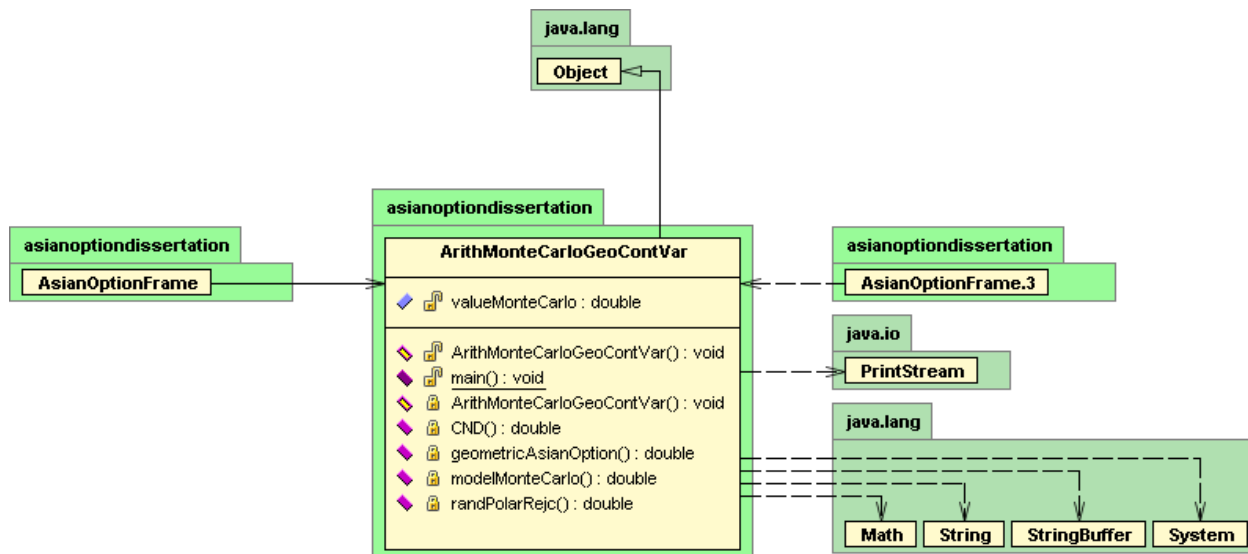 java.lang
Object
asianoptiondissertation
AsianOptionFrame
asianoptiondissertation
ArithMonteCarloGeoContVar
valueMonteCarlo : double
ArithMonteCarloGeoContVar() : void
main() : void
ArithMonteCarloGeoContVar() : void
CND() : double
geometricAsianOption() : double
modelMonteCarlo() : double
randPolarRejc() : double
asianoptiondissertation
AsianOptionFrame.3
java.io
PrintStream
java.lang
Math String StringBuffer System